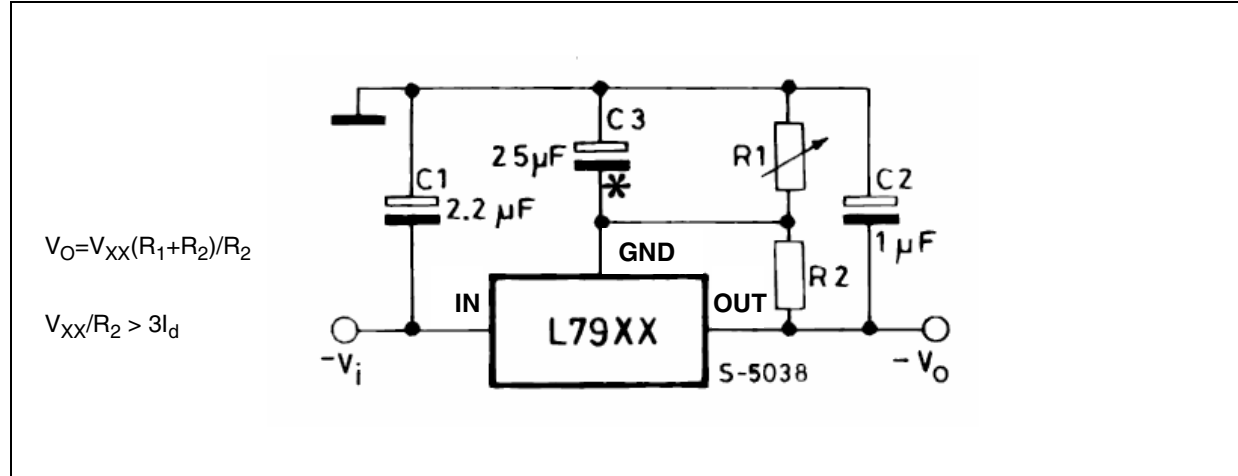 C3
25µF
*
R1
C1
2.2 µF
C2
1 µF
V_O=V_XX(R_1+R_2)/R_2
GND
R2
V_XX/R_2 > 3I_d
IN
OUT
L79XX
-V_i
S-5038
-V_o